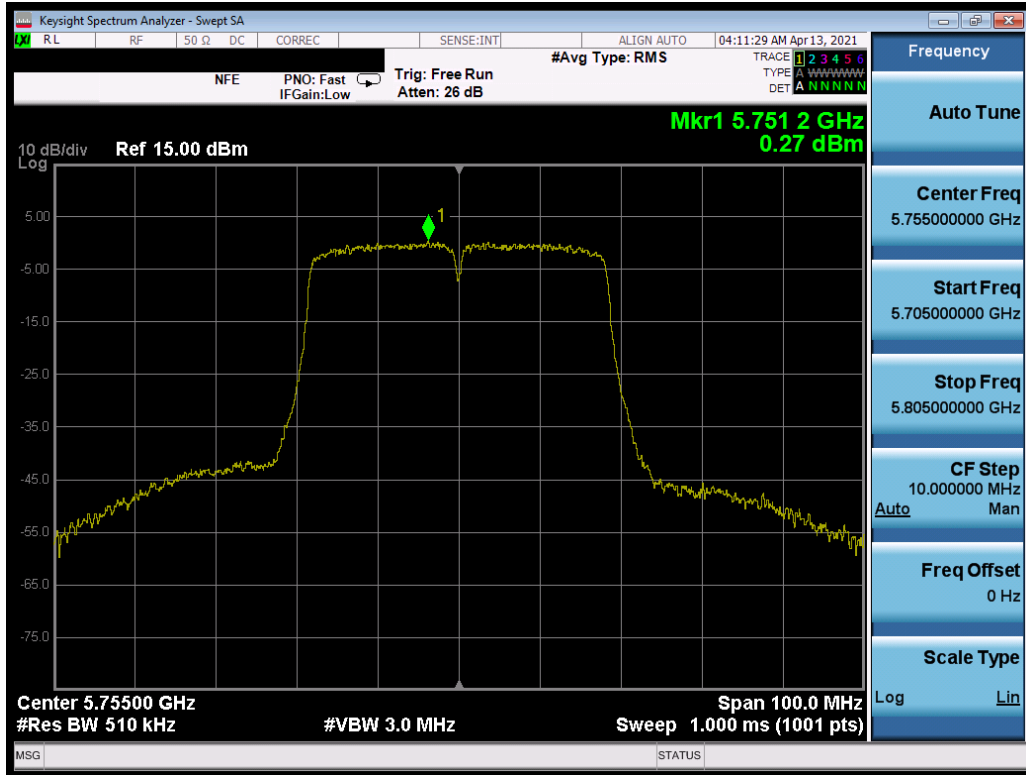 Keysight Spectrum Analyzer - Swept SA
LXI RL RF 50 Ω DC CORREC SENSE:INT ALIGN AUTO 04:11:29 AM Apr 13, 2021
#Avg Type: RMS TRACE 1 2 3 4 5 6
NFE PNO: Fast Trig: Free Run TYPE A WWWWW
IFGain:Low Atten: 26 dB DET A N N N N N
Mkr1 5.751 2 GHz
0.27 dBm
10 dB/div Ref 15.00 dBm
Log
1
5.00
-5.00
-15.0
-25.0
-35.0
-45.0
-55.0
-65.0
-75.0
Center 5.75500 GHz Span 100.0 MHz
#Res BW 510 kHz #VBW 3.0 MHz Sweep 1.000 ms (1001 pts)
MSG STATUS
Frequency
Auto Tune
Center Freq
5.755000000 GHz
Start Freq
5.705000000 GHz
Stop Freq
5.805000000 GHz
CF Step
10.000000 MHz
Auto Man
Freq Offset
0 Hz
Scale Type
Log Lin